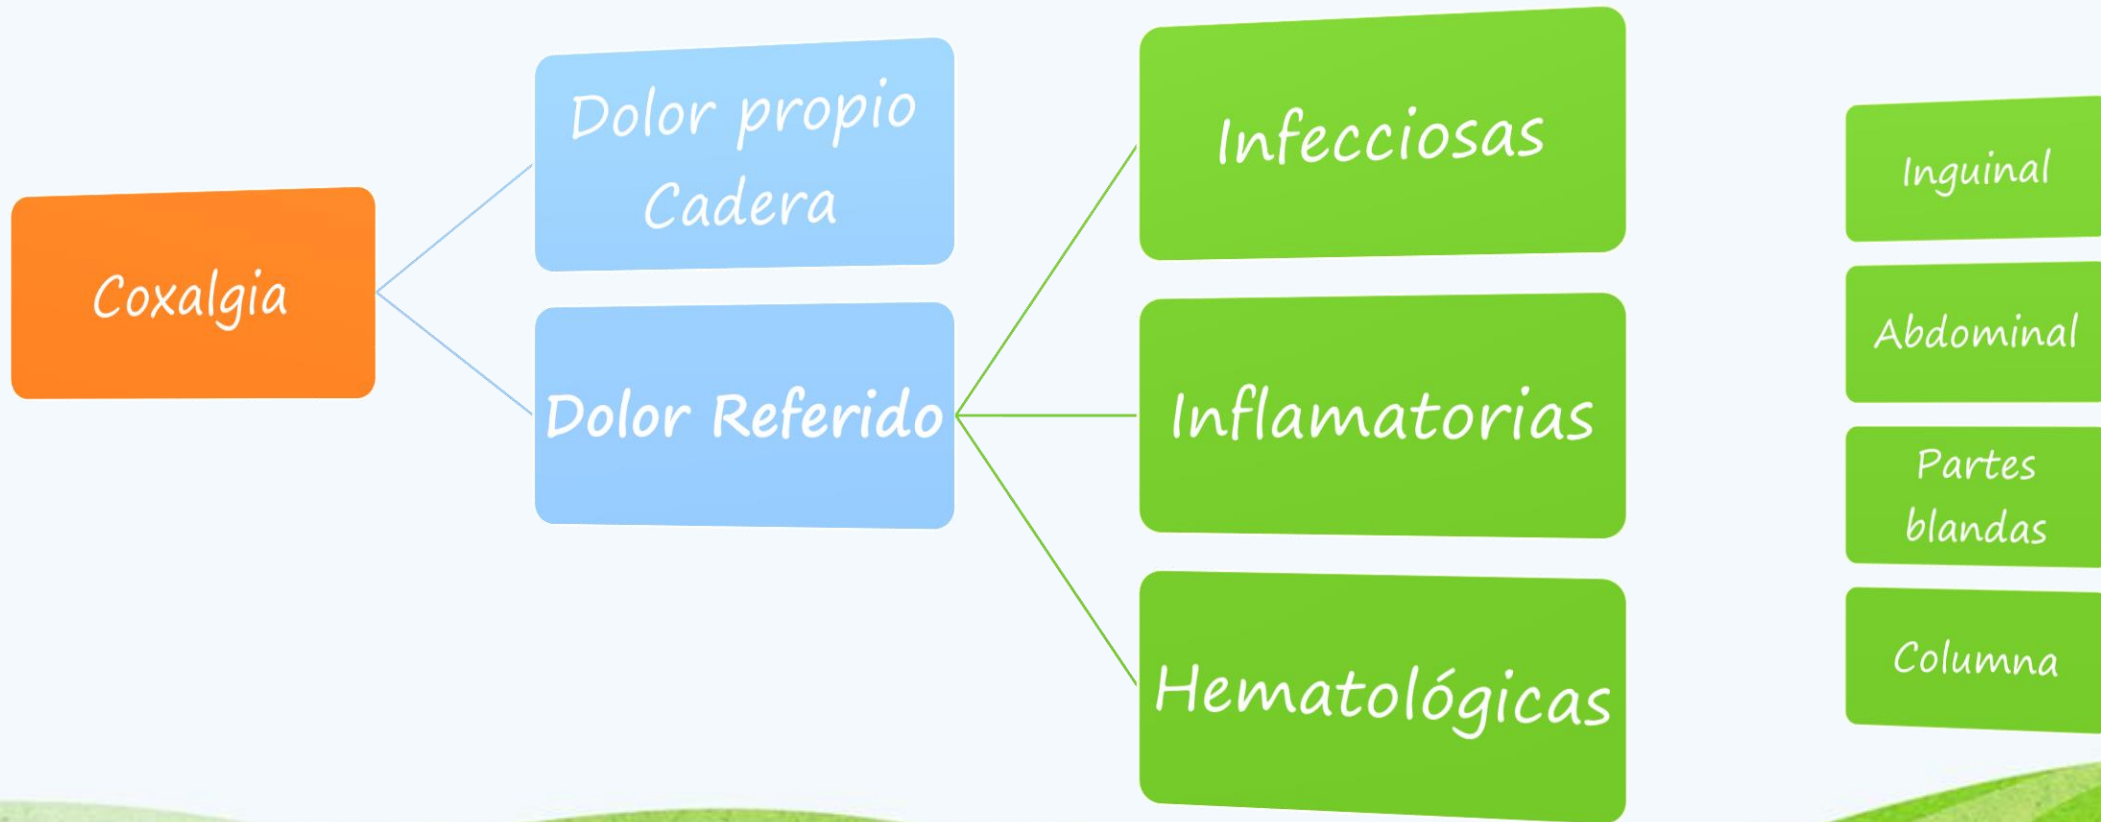 Coxalgia
Dolor propio
Cadera
Dolor Referido
Infecciosas
Inflamatorias
Hematológicas
Inguinal
Abdominal
Partes
blandas
Columna